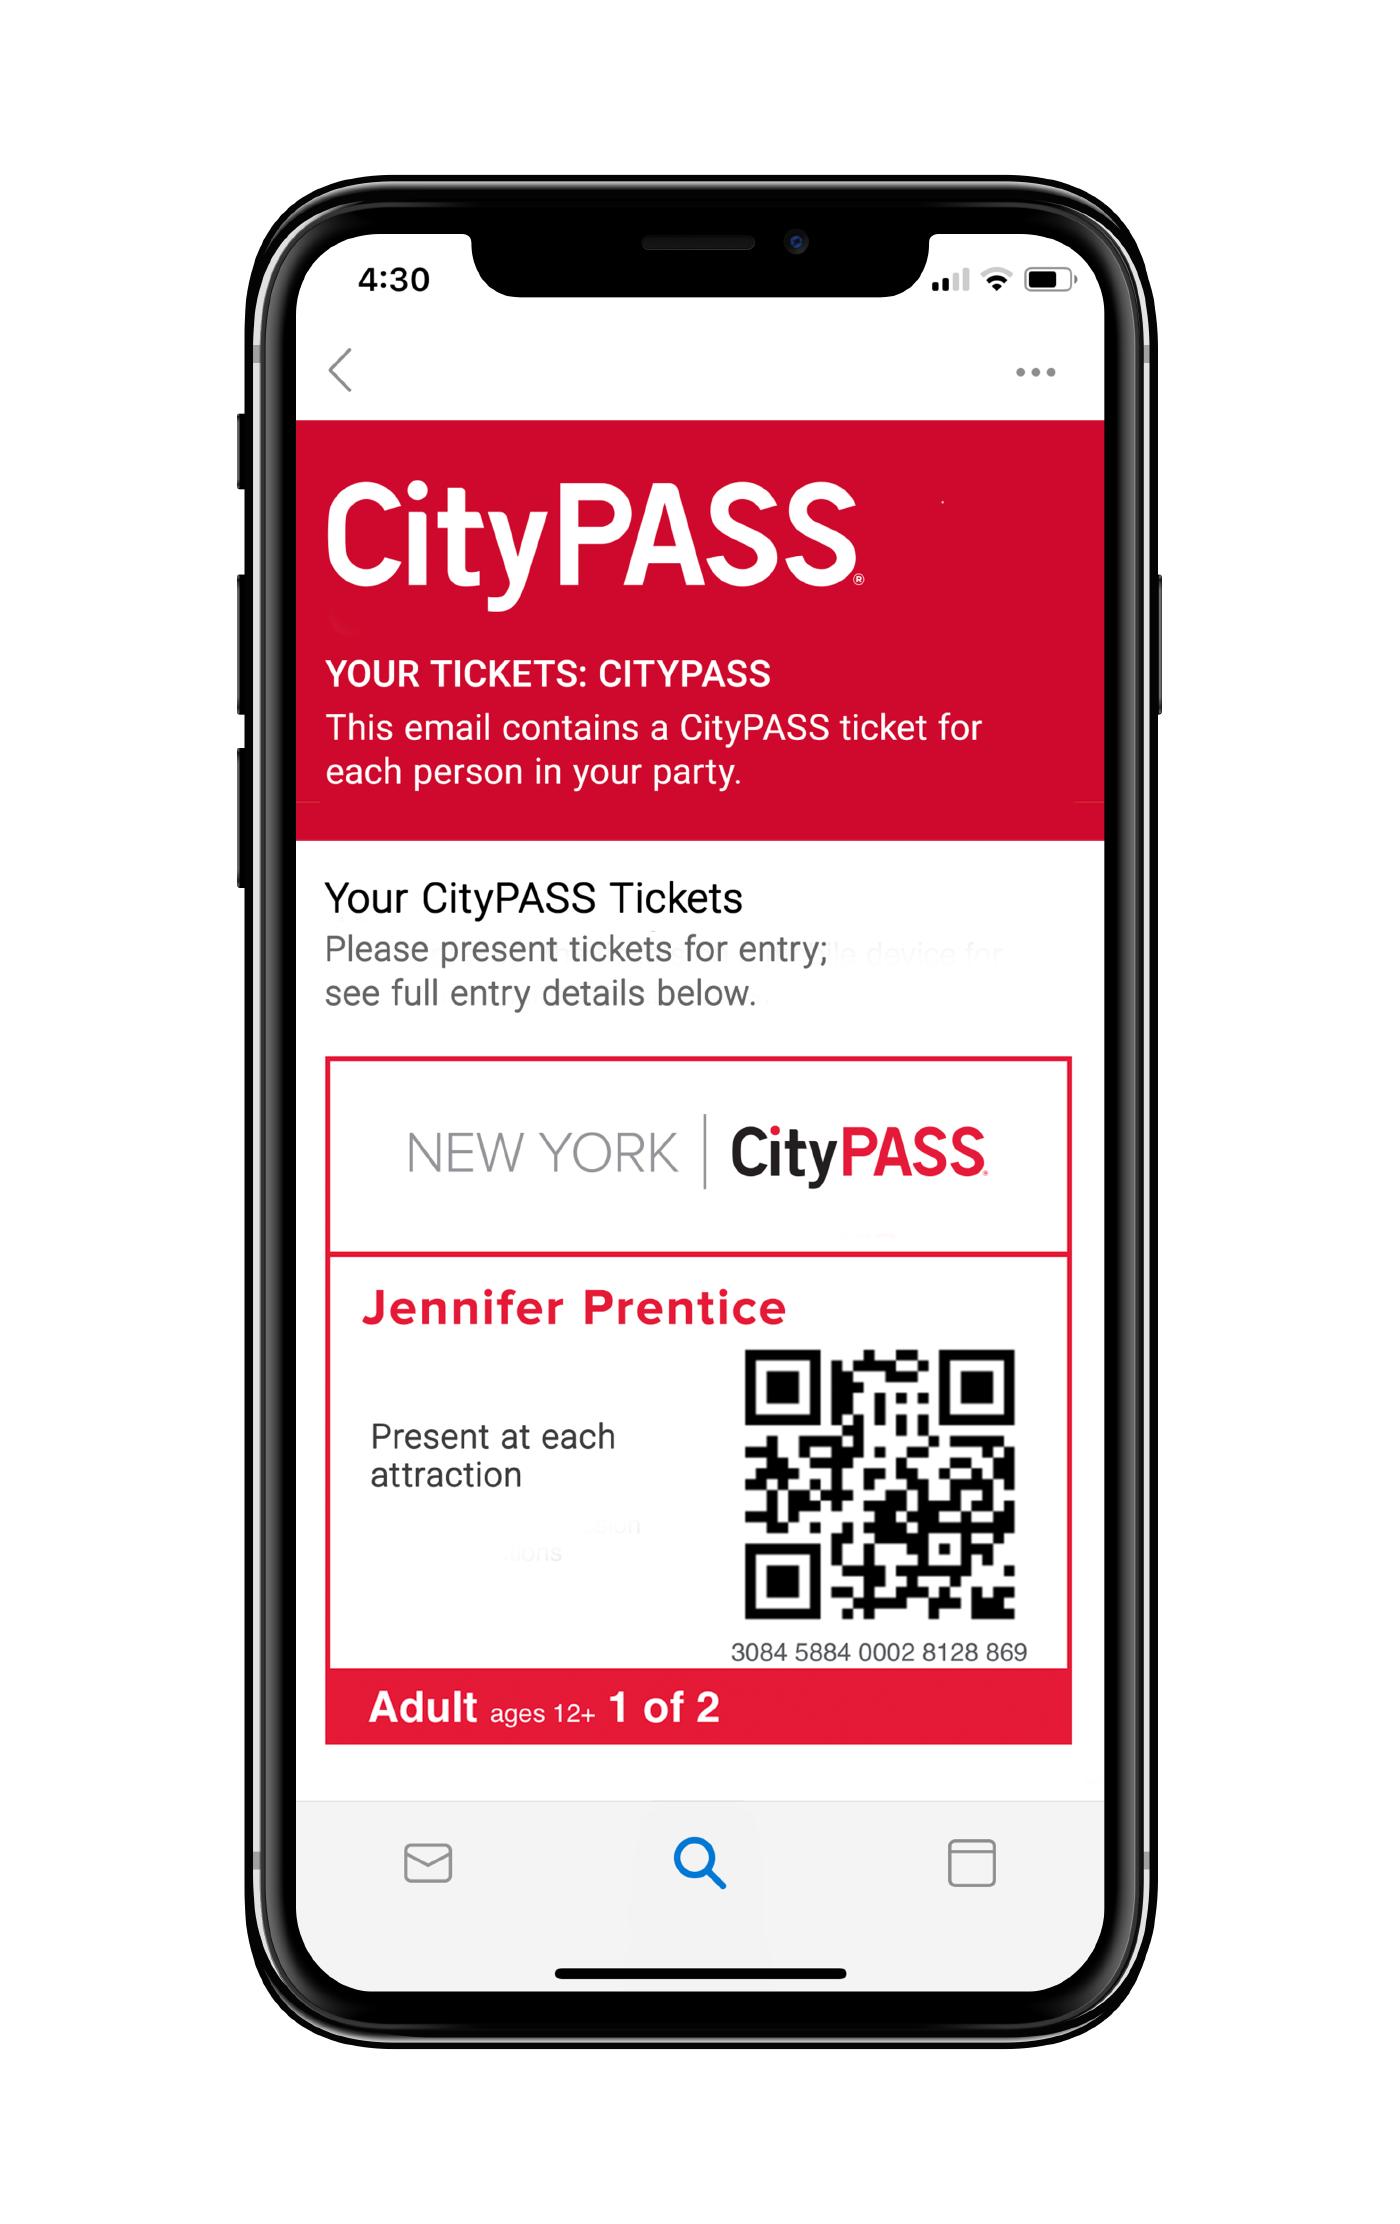 4:30
CityPASS®
YOUR TICKETS: CITYPASS
This email contains a CityPASS ticket for
each person in your party.
Your CityPASS Tickets
Please present tickets for entry;
see full entry details below.
NEW YORK | CityPASS
Jennifer Prentice
Present at each
attraction
3084 5884 0002 8128 869
Adult ages 12+ 1 of 2